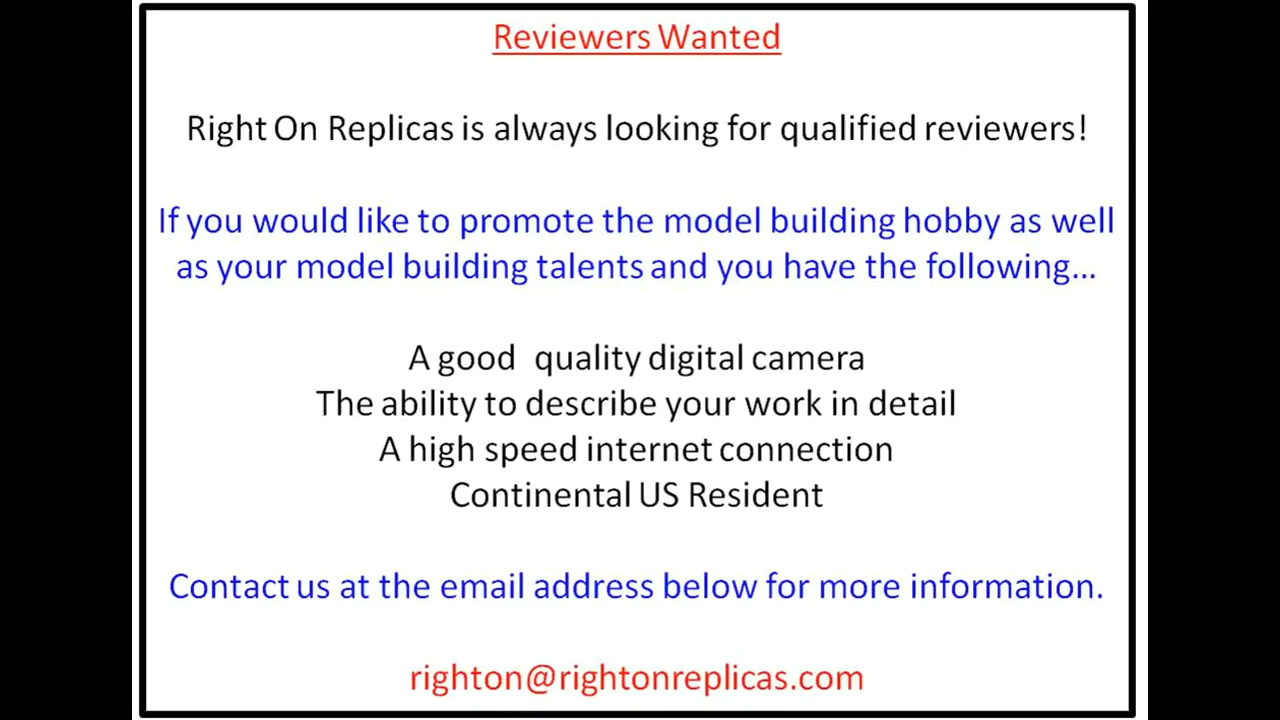 Reviewers Wanted
Right On Replicas is always looking for qualified reviewers!
If you would like to promote the model building hobby as well
as your model building talents and you have the following...
A good quality digital camera
The ability to describe your work in detail
A high speed internet connection
Continental US Resident
Contact us at the email address below for more information.
righton@rightonreplicas.com